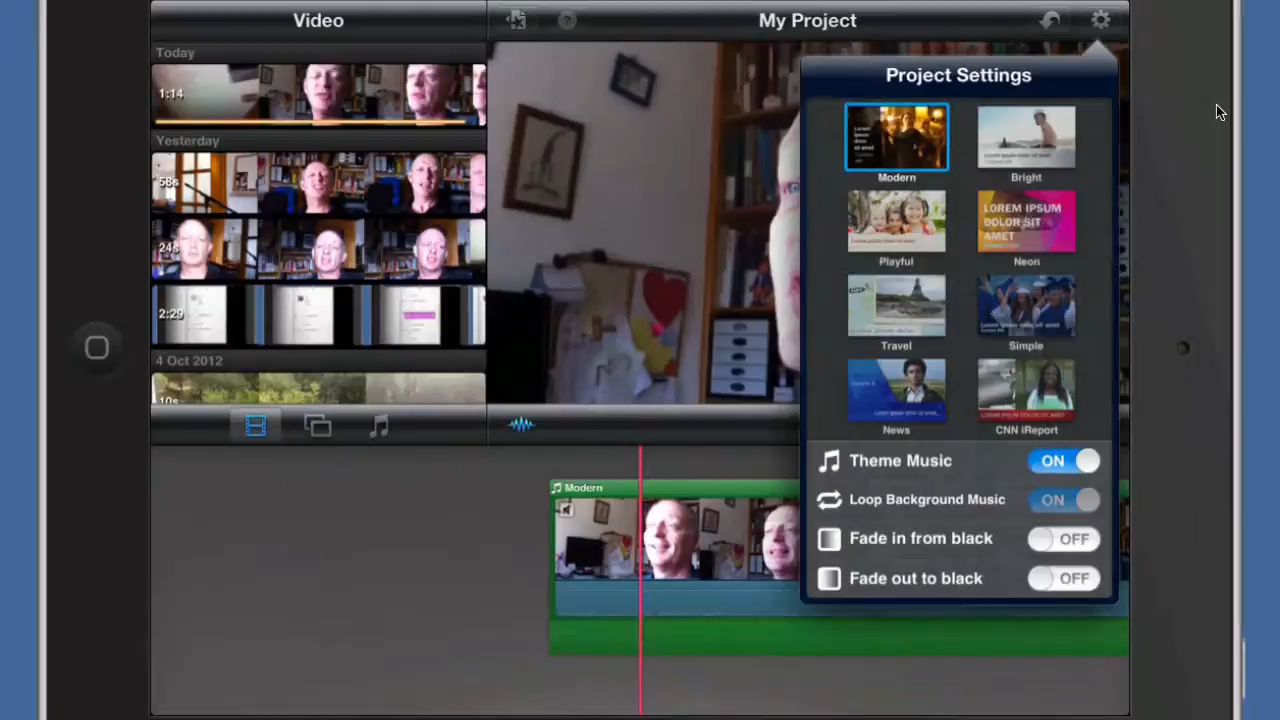 Video
My Project
Today
1:14
Yesterday
58s
24s
2:29
4 Oct 2012
10s
Project Settings
Modern
Bright
LOREM IPSUM
DOLOR SIT
AMET
Playful
Neon
Travel
Simple
News
CNN iReport
Theme Music
ON
Loop Background Music
ON
Fade in from black
OFF
Fade out to black
OFF
Modern